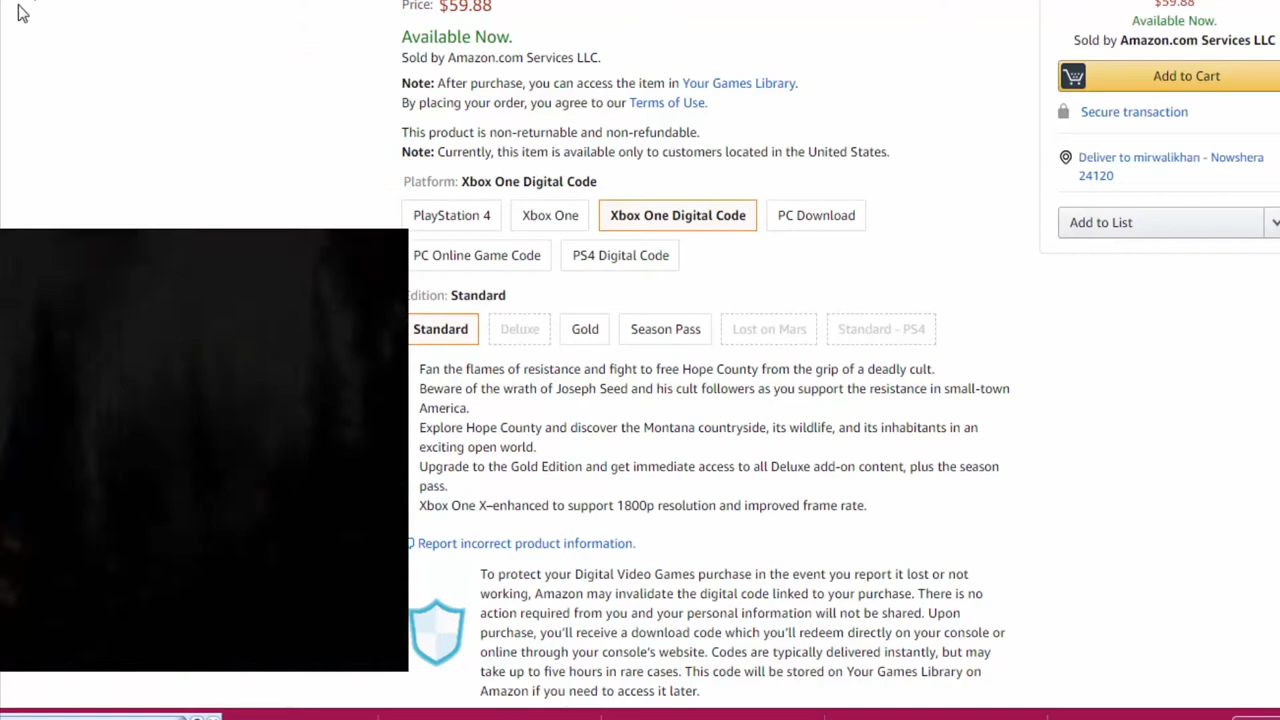 Price: $59.88
Available Now.
Sold by Amazon.com Services LLC.
Note: After purchase, you can access the item in Your Games Library.
By placing your order, you agree to our Terms of Use.
This product is non-returnable and non-refundable.
Note: Currently, this item is available only to customers located in the United States.
Platform: Xbox One Digital Code
PlayStation 4
Xbox One
Xbox One Digital Code
PC Download
PC Online Game Code
PS4 Digital Code
Edition: Standard
Standard
Deluxe
Gold
Season Pass
Lost on Mars
Standard - PS4
Fan the flames of resistance and fight to free Hope County from the grip of a deadly cult.
Beware of the wrath of Joseph Seed and his cult followers as you support the resistance in small-town
America.
Explore Hope County and discover the Montana countryside, its wildlife, and its inhabitants in an
exciting open world.
Upgrade to the Gold Edition and get immediate access to all Deluxe add-on content, plus the season
pass.
Xbox One X–enhanced to support 1800p resolution and improved frame rate.
Report incorrect product information.
To protect your Digital Video Games purchase in the event you report it lost or not
working, Amazon may invalidate the digital code linked to your purchase. There is no
action required from you and your personal information will not be shared. Upon
purchase, you'll receive a download code which you'll redeem directly on your console or
online through your console's website. Codes are typically delivered instantly, but may
take up to five hours in rare cases. This code will be stored on Your Games Library on
Amazon if you need to access it later.
$59.88
Available Now.
Sold by Amazon.com Services LLC
Add to Cart
Secure transaction
Deliver to mirwalikhan - Nowshera
24120
Add to List